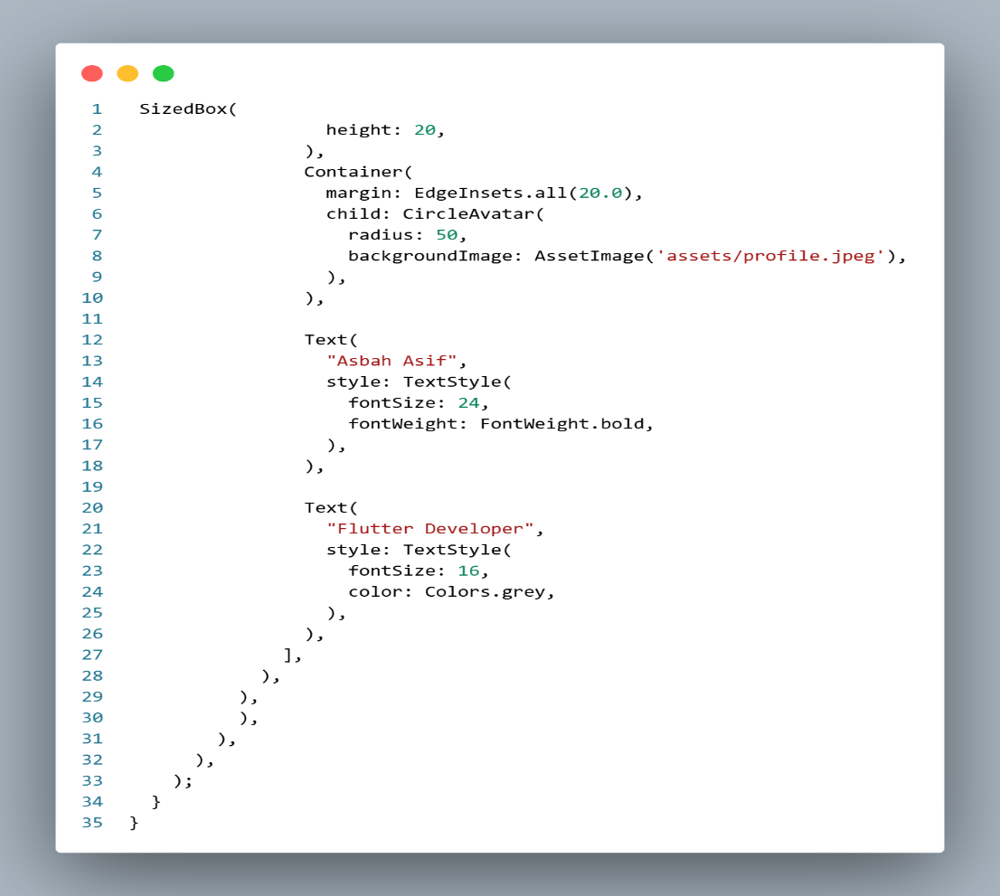 1 SizedBox(
2 height: 20,
3 ),
4 Container(
5 margin: EdgeInsets.all(20.0),
6 child: CircleAvatar(
7 radius: 50,
8 backgroundImage: AssetImage('assets/profile.jpeg'),
9 ),
10 ),
11
12 Text(
13 "Asbah Asif",
14 style: TextStyle(
15 fontSize: 24,
16 fontWeight: FontWeight.bold,
17 ),
18 ),
19
20 Text(
21 "Flutter Developer",
22 style: TextStyle(
23 fontSize: 16,
24 color: Colors.grey,
25 ),
26 ),
27 ],
28 ),
29 ),
30 ),
31 ),
32 ),
33 );
34 }
35 }